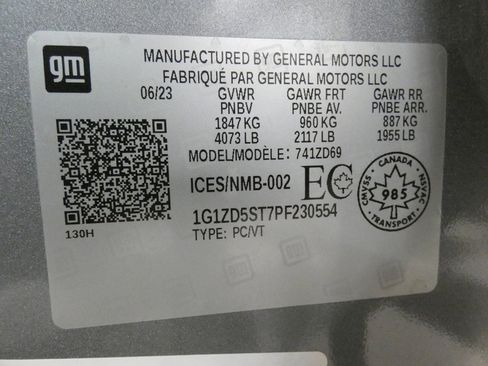 gm
MANUFACTURED BY GENERAL MOTORS LLC
FABRIQUÉ PAR GENERAL MOTORS LLC
06/23 GVWR GAWR FRT GAWR RR
PNBV PNBE AV. PNBE ARR.
1847 KG 960 KG 887 KG
4073 LB 2117 LB 1955 LB
MODEL/MODÈLE: 741ZD69
ICES/NMB-002 EC
1G1ZD5ST7PF230554
TYPE: PC/VT
130H
CANADA
CMVSS 985 NSVAC
TRANSPORT